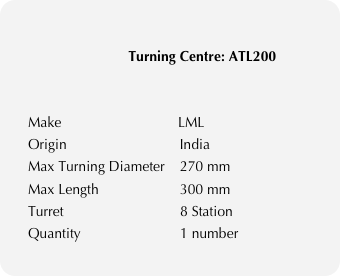 Turning Centre: ATL200
Make LML
Origin India
Max Turning Diameter 270 mm
Max Length 300 mm
Turret 8 Station
Quantity 1 number